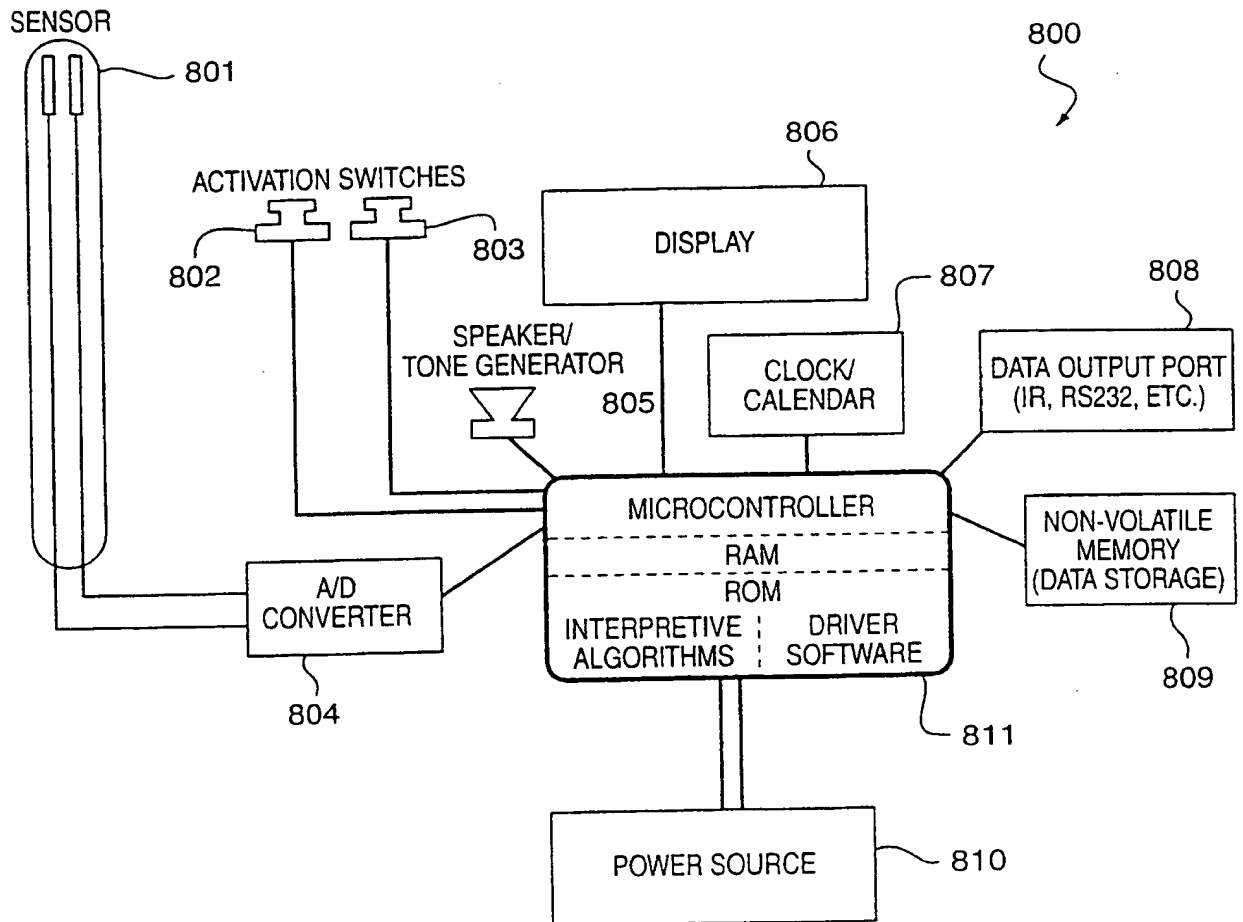 SENSOR
801
800
806
ACTIVATION SWITCHES
802
803
DISPLAY
807
808
SPEAKER/
TONE GENERATOR
805
CLOCK/
CALENDAR
DATA OUTPUT PORT
(IR, RS232, ETC.)
MICROCONTROLLER
RAM
ROM
INTERPRETIVE
ALGORITHMS
DRIVER
SOFTWARE
NON-VOLATILE
MEMORY
(DATA STORAGE)
A/D
CONVERTER
804
809
811
POWER SOURCE
810